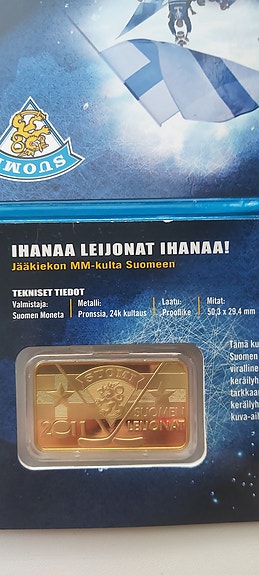 SUOMI
IHANAA LEIJONAT IHANAA!
Jääkiekon MM-kulta Suomeen
TEKNISET TIEDOT
Valmistaja: Metalli: Laatu: Mitat:
Suomen Moneta Pronssia, 24k kultaus Prooflike 50,3 x 29,4 mm
Tämä ku
Suomen
viralline
keräilyh
tarkkaan
keräilyh
kuva-aih
SUOMI
2011
SUOMEN
LEIJONAT